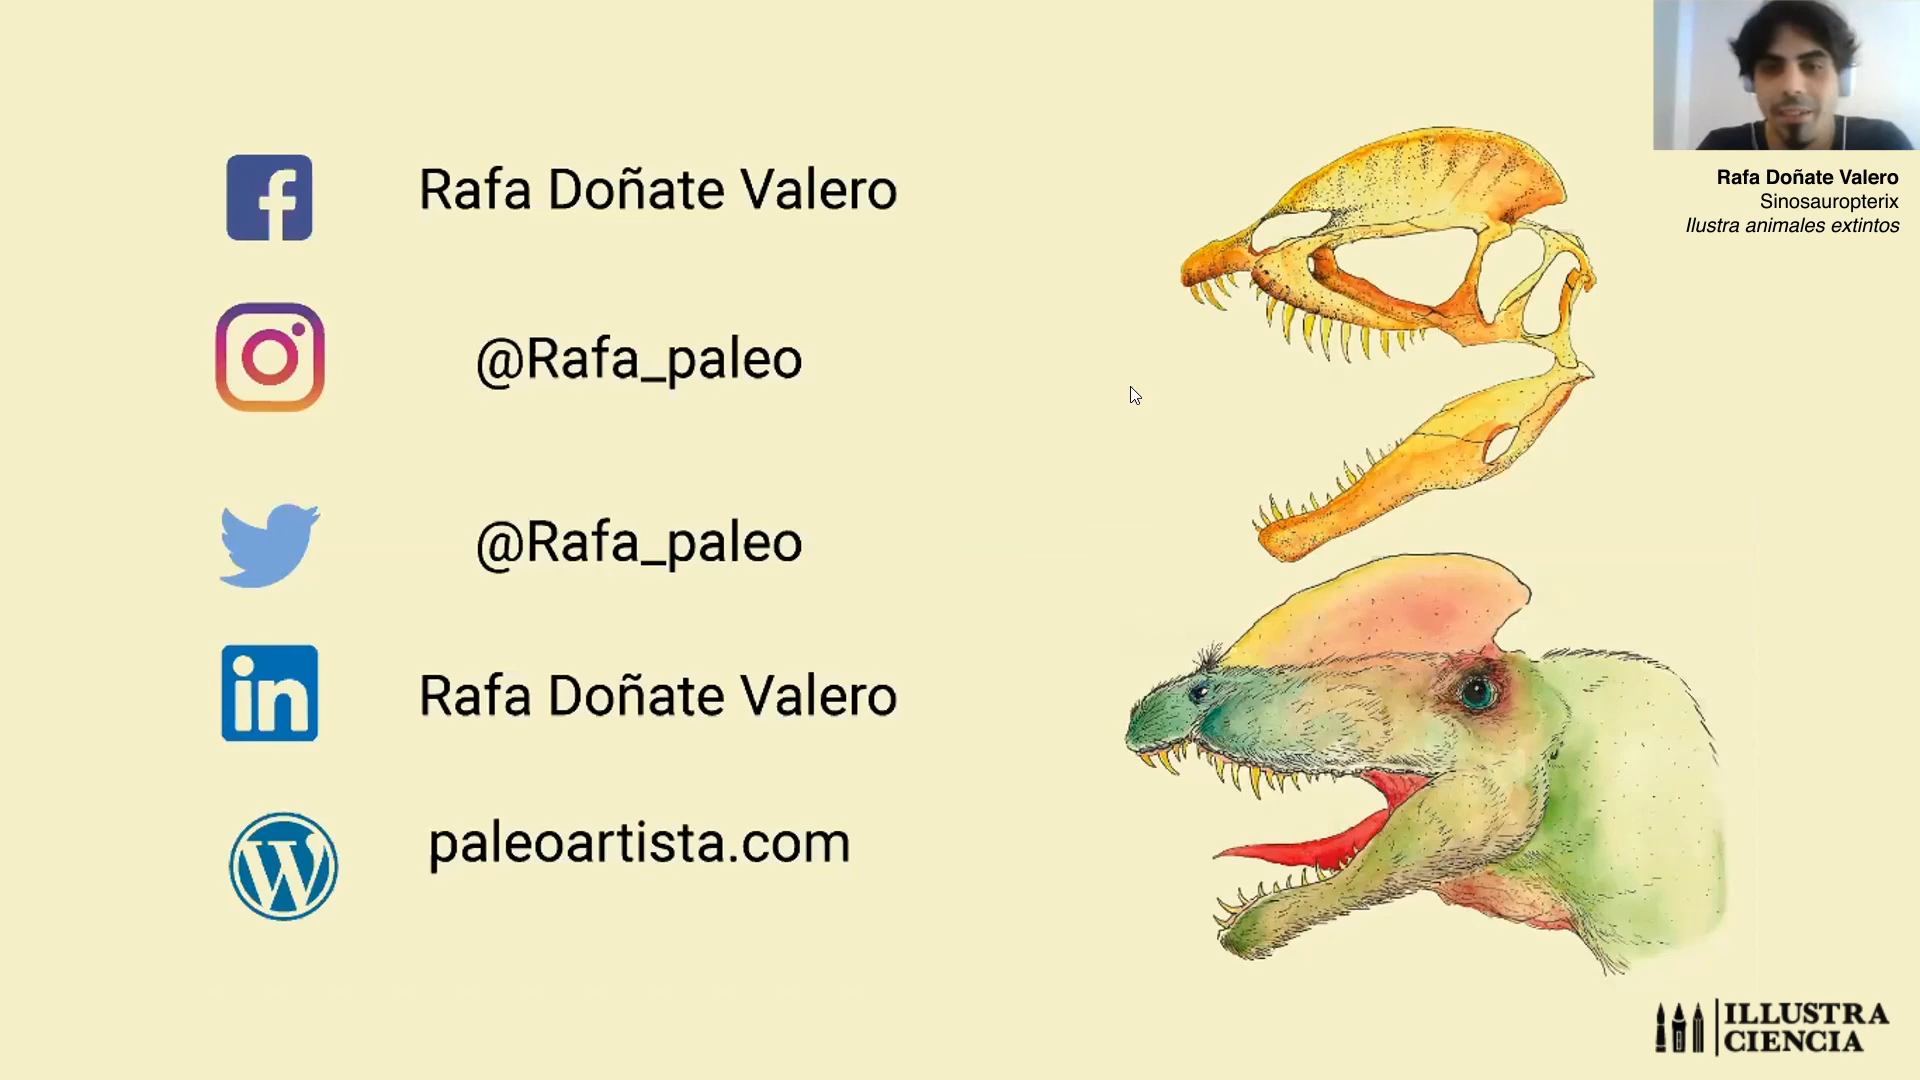 Rafa Doñate Valero
@Rafa_paleo
@Rafa_paleo
in
Rafa Doñate Valero
paleoartista.com
Rafa Doñate Valero
Sinosauropterix
Ilustra animales extintos
ILLUSTRA
CIENCIA